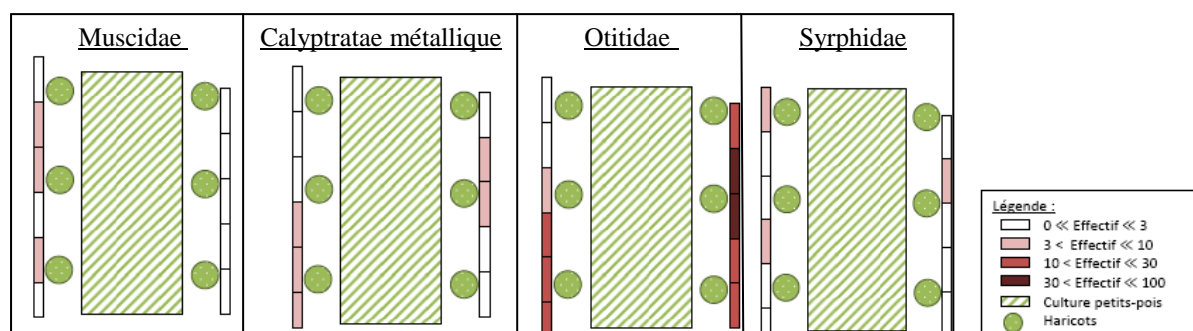 Muscidae
Calyptratae métallique
Otitidae
Syrphidae
Légende :
0 ≪ Effectif ≪ 3
3 < Effectif ≪ 10
10 < Effectif ≪ 30
30 < Effectif ≪ 100
Culture petits-pois
Haricots